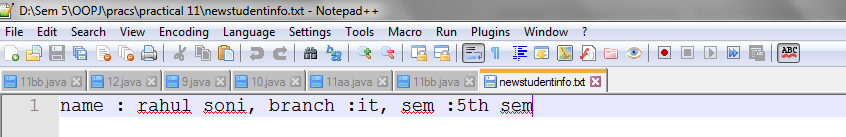 D:\Sem 5\OOPJ\pracs\practical 11\newstudentinfo.txt - Notepad++
File Edit Search View Encoding Language Settings Tools Macro Run Plugins Window ?
ABC
11bb.java 12.java 9.java 10.java 11aa.java 11bb.java newstudentinfo.txt
1 name : rahul soni, branch :it, sem :5th sem